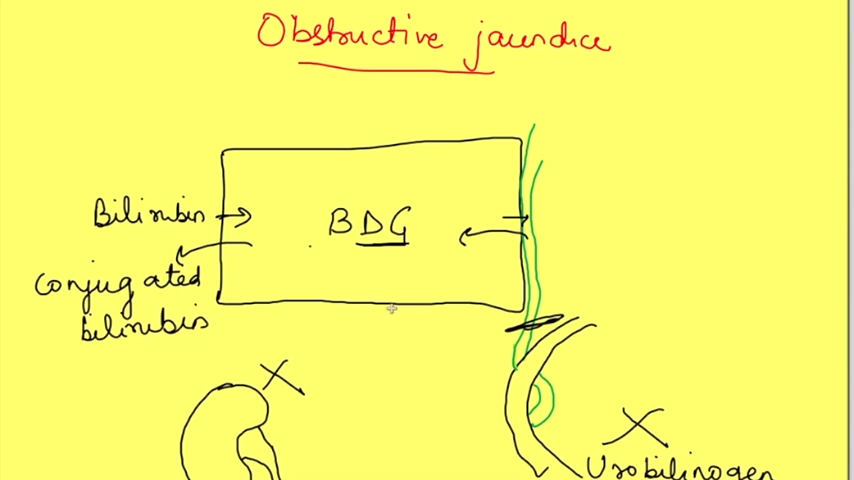 Obstructive jaundice
Bilirubin
BDG
Conjugated
bilirubin
Urobilinogen